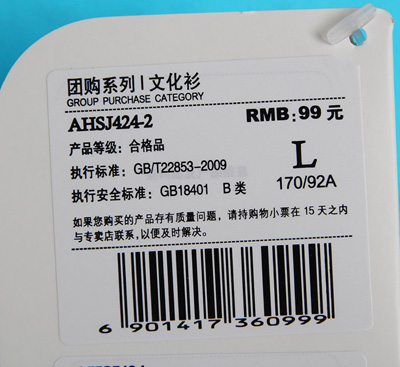 团购系列 | 文化衫
GROUP PURCHASE CATEGORY
AHSJ424-2
RMB: 99 元
产品等级: 合格品
执行标准: GB/T22853-2009
L
执行安全标准: GB18401 B 类
170/92A
如果您购买的产品存有质量问题, 请持购物小票在 15 天之内
与专卖店联系, 以便及时解决。
6 901417 360999